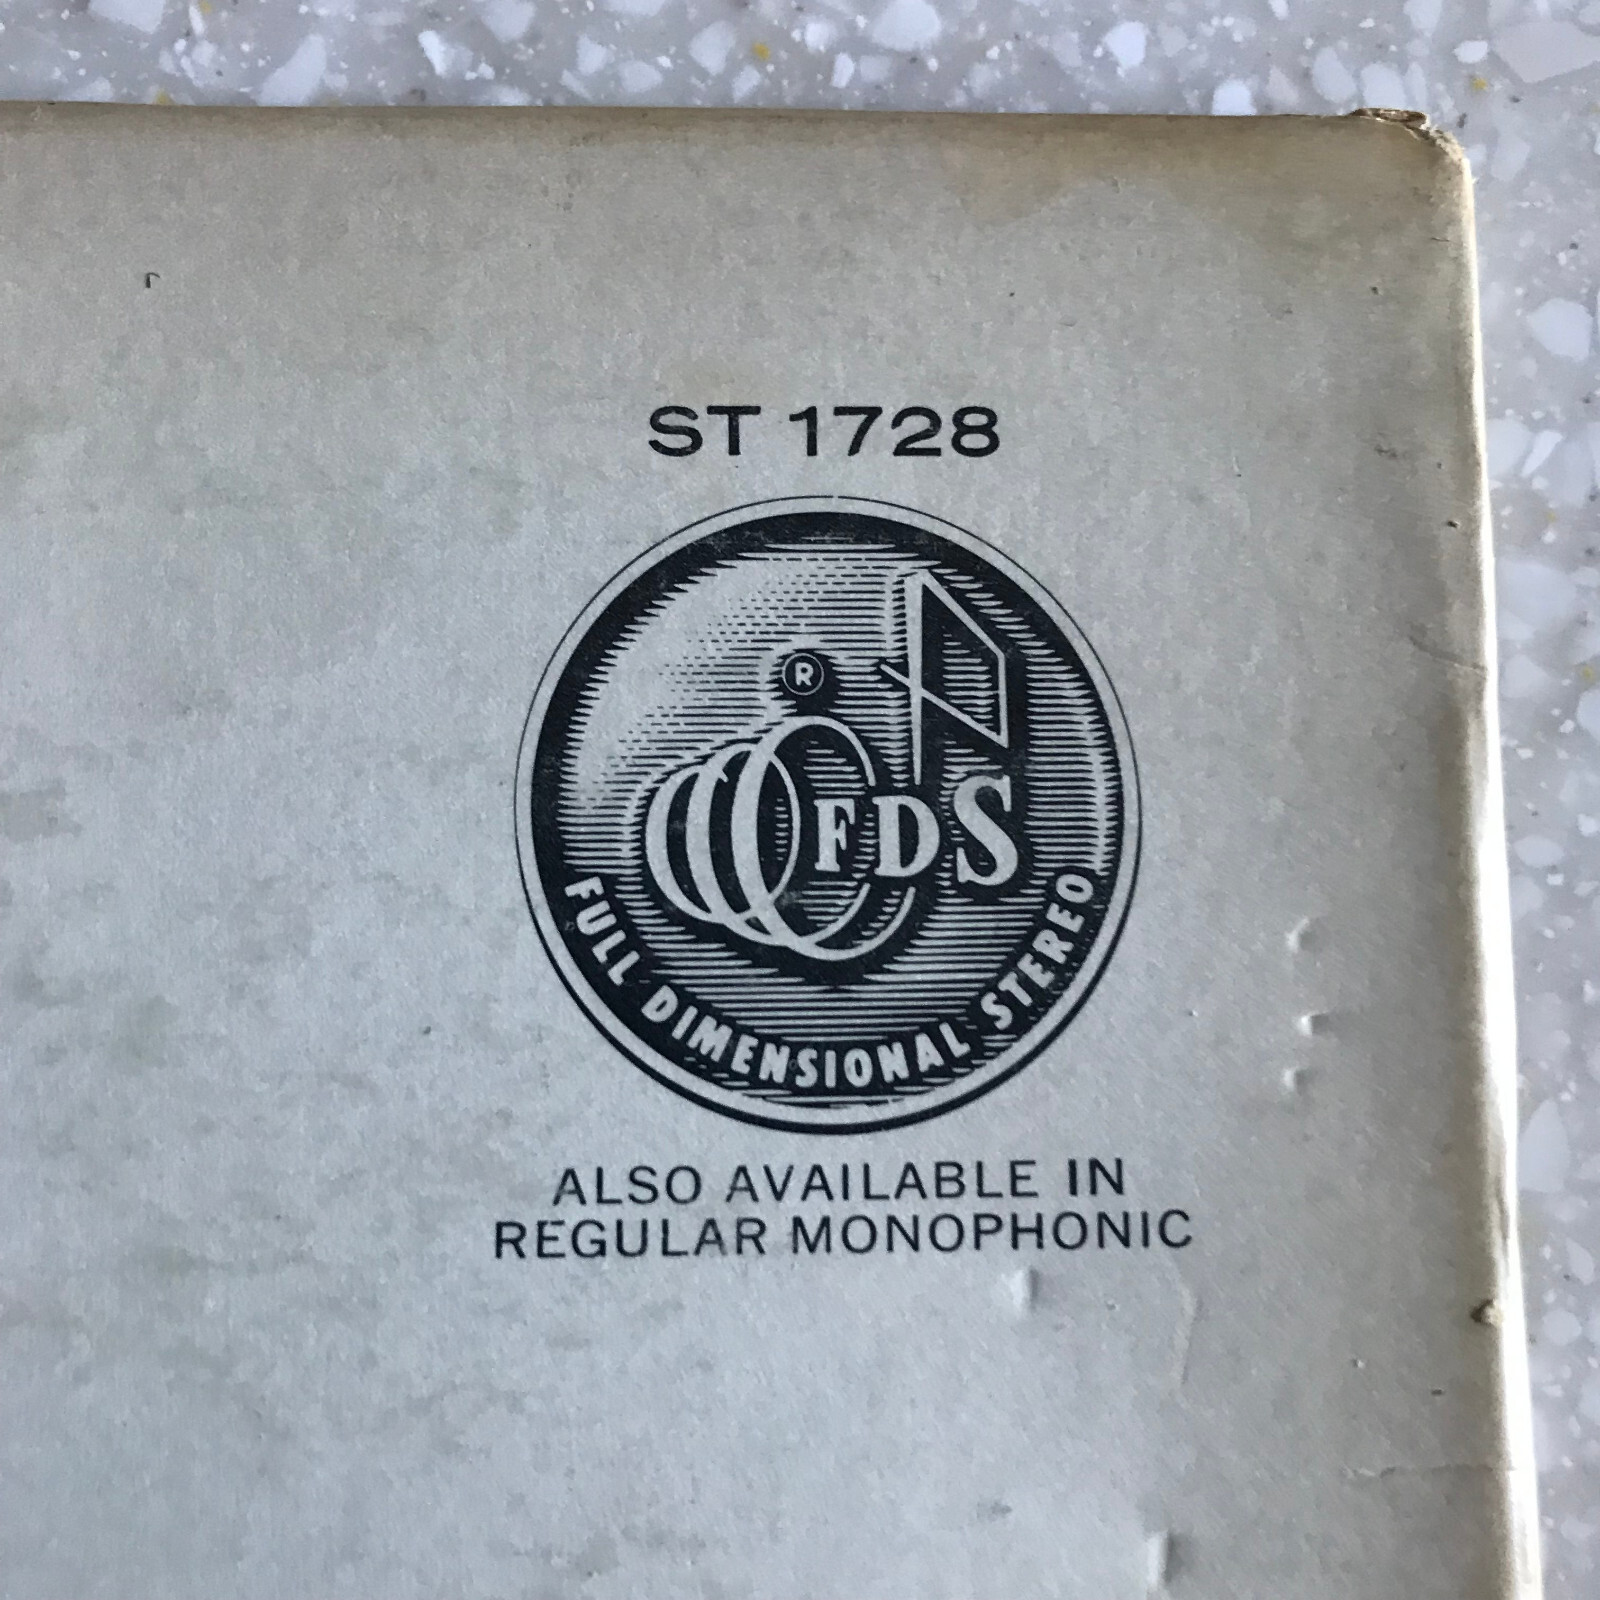 ST 1728
®
FDS
FULL DIMENSIONAL STEREO
ALSO AVAILABLE IN
REGULAR MONOPHONIC